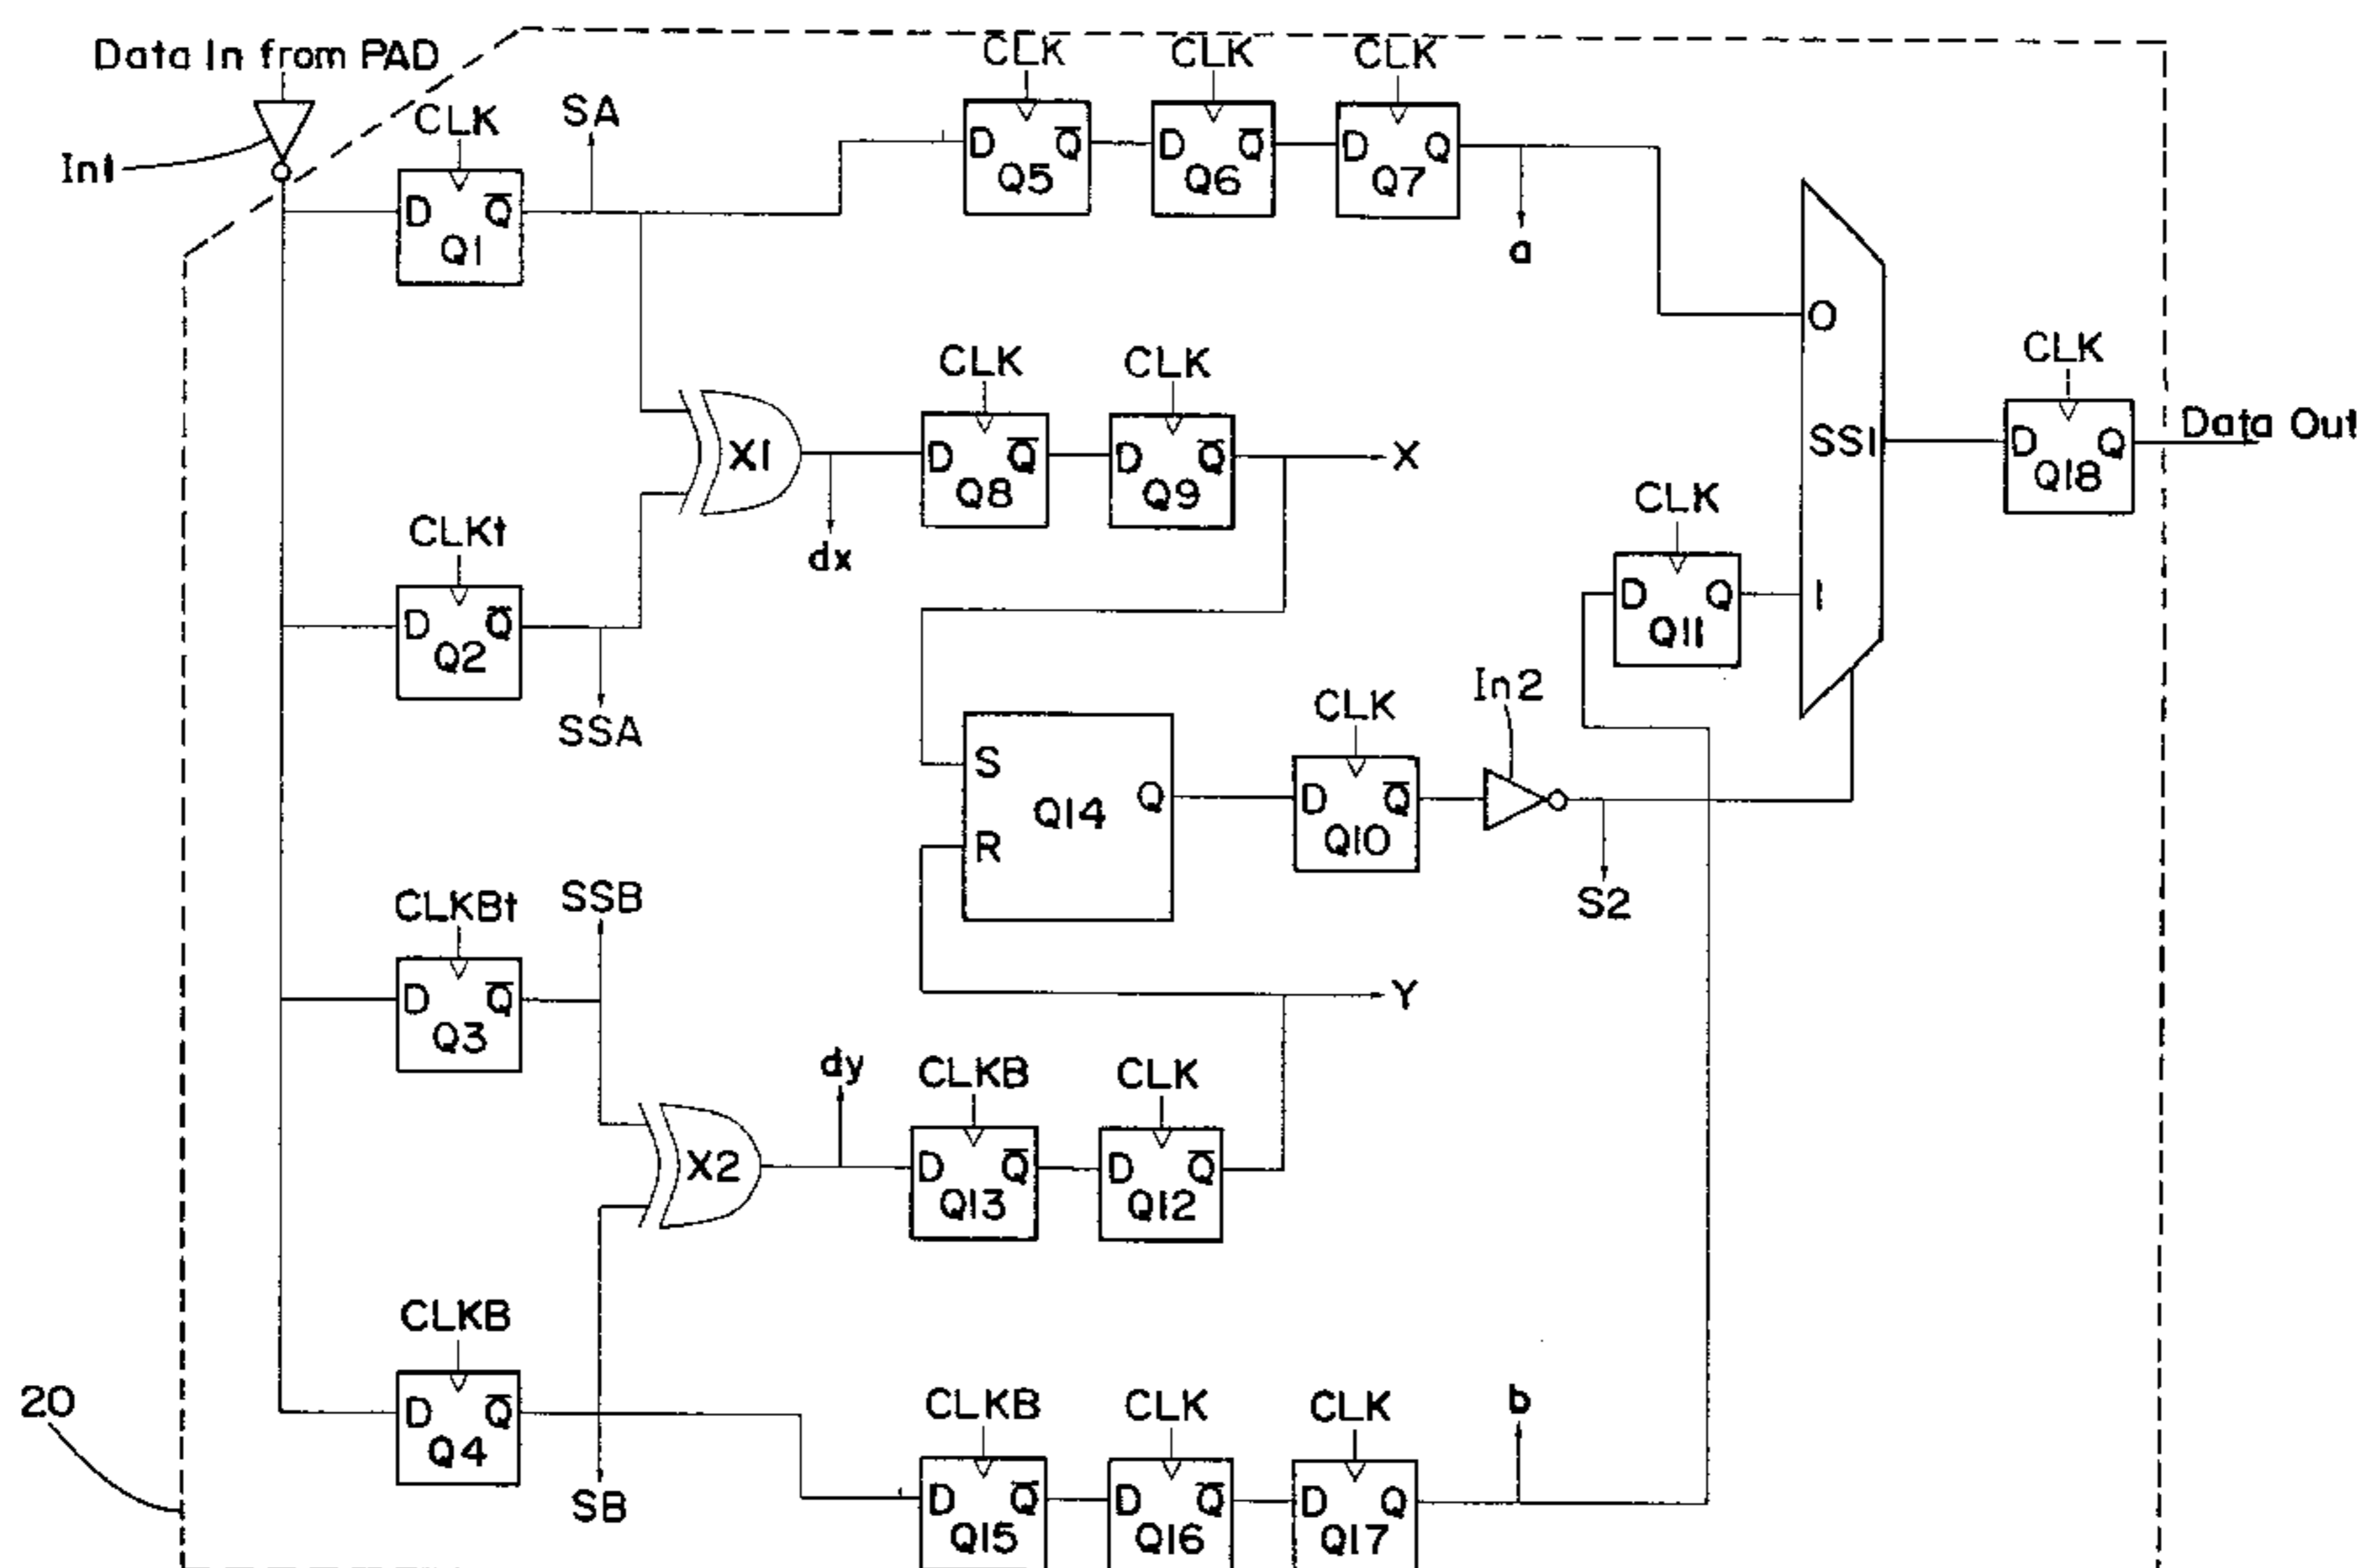 Data In from PAD
In1
CLK
D Q̅
Q1
SA
CLK
D Q̅
Q5
CLK
D Q̅
Q6
CLK
D Q
Q7
a
CLKt
D Q̅
Q2
SSA
X1
dx
CLK
D Q̅
Q8
CLK
D Q̅
Q9
X
O
SS1
1
CLK
D Q
Q18
Data Out
CLK
D Q
Q11
S
R
Q
Q14
CLK
D Q̅
Q10
In2
S2
CLKBt
D Q̅
Q3
SSB
X2
dy
CLKB
D Q̅
Q13
CLK
D Q̅
Q12
Y
CLKB
D Q̅
Q4
SB
CLKB
D Q̅
Q15
CLK
D Q̅
Q16
CLK
D Q
Q17
b
20